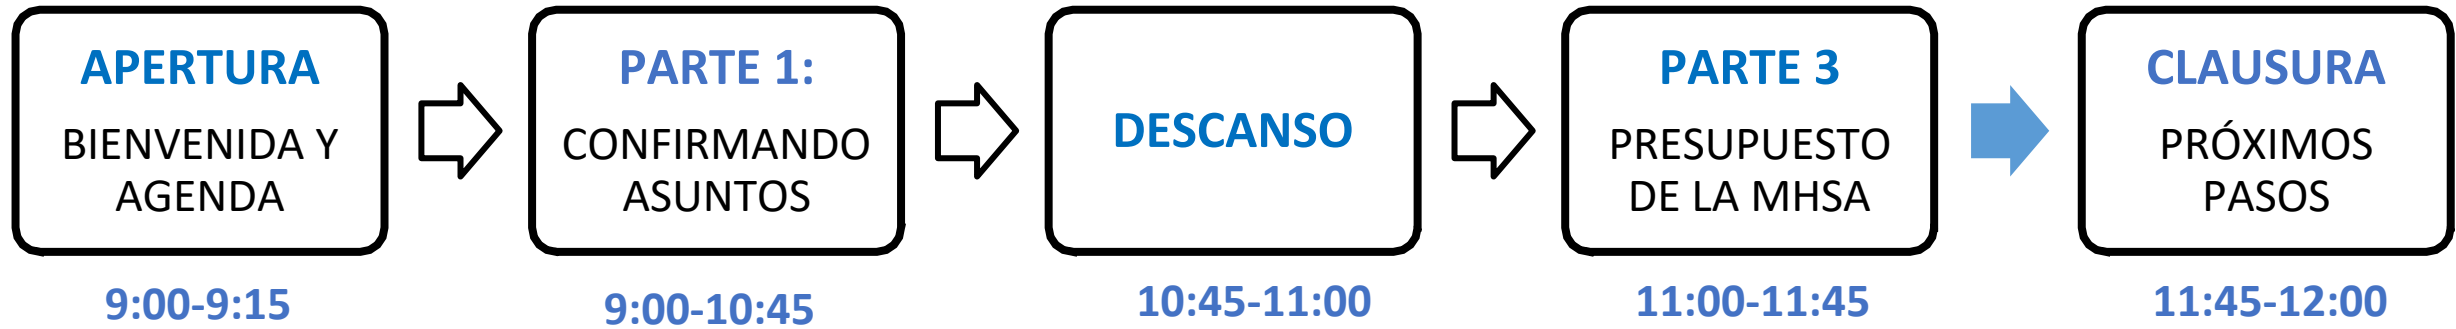 APERTURA
BIENVENIDA Y
AGENDA
9:00-9:15
PARTE 1:
CONFIRMANDO
ASUNTOS
9:00-10:45
DESCANSO
10:45-11:00
PARTE 3
PRESUPUESTO
DE LA MHSA
11:00-11:45
CLAUSURA
PRÓXIMOS
PASOS
11:45-12:00